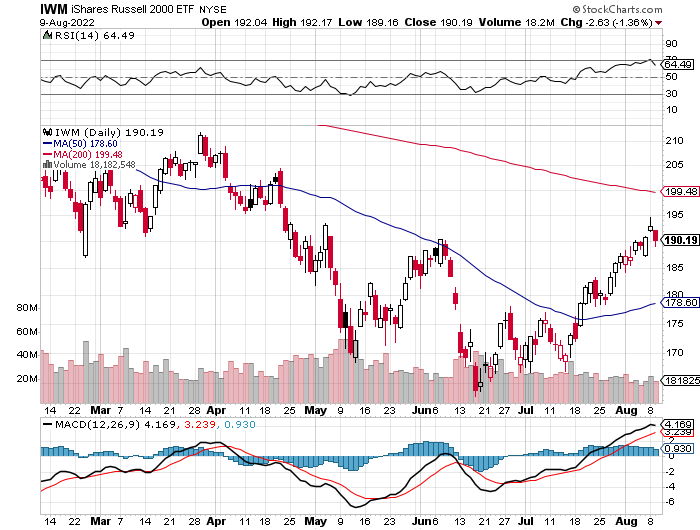 IWM iShares Russell 2000 ETF NYSE © StockCharts.com
9-Aug-2022 Open 192.04 High 192.17 Low 189.16 Close 190.19 Volume 18.2M Chg -2.63 (-1.36%)
RSI(14) 64.49
90
70
64.49
50
30
10
IWM (Daily) 190.19
MA(50) 178.60
MA(200) 199.48
Volume 18,182,548
210
205
199.48
195
190.19
185
180
178.60
175
170
181825
80M
60M
40M
20M
14 22 Mar 7 14 21 28 Apr 11 18 25 May 9 16 23 Jun 6 13 21 27 Jul 11 18 25 Aug 8
MACD(12,26,9) 4.169, 3.239, 0.930
4.169
3.239
2
0.930
0
-2
-4
-6
14 22 Mar 7 14 21 28 Apr 11 18 25 May 9 16 23 Jun 6 13 21 27 Jul 11 18 25 Aug 8